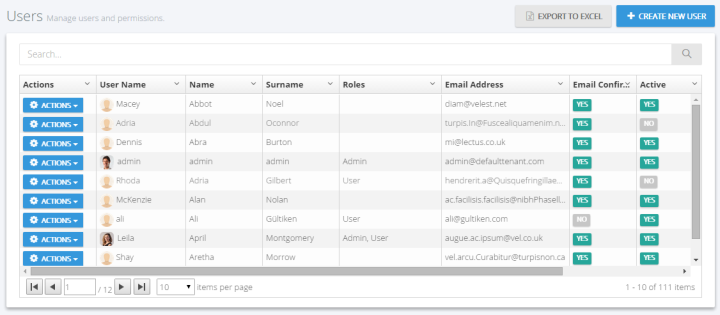 Users Manage users and permissions. EXPORT TO EXCEL + CREATE NEW USER
Search...
Actions User Name Name Surname Roles Email Address Email Confir... Active
ACTIONS Macey Abbot Noel diam@velest.net YES YES
ACTIONS Adria Abdul Oconnor turpis.In@Fuscealiquamenim.n... YES NO
ACTIONS Dennis Abra Burton mi@lectus.co.uk YES YES
ACTIONS admin admin admin Admin admin@defaulttenant.com YES YES
ACTIONS Rhoda Adria Gilbert User hendrerit.a@Quisquefringillae... YES NO
ACTIONS McKenzie Alan Nolan ac.facilisis.facilisis@nibhPhasell... YES YES
ACTIONS ali Ali Gültiken User ali@gultiken.com NO YES
ACTIONS Leila April Montgomery Admin, User augue.ac.ipsum@vel.co.uk YES YES
ACTIONS Shay Aretha Morrow vel.arcu.Curabitur@turpisnon.ca YES YES
1 / 12 10 items per page 1 - 10 of 111 items